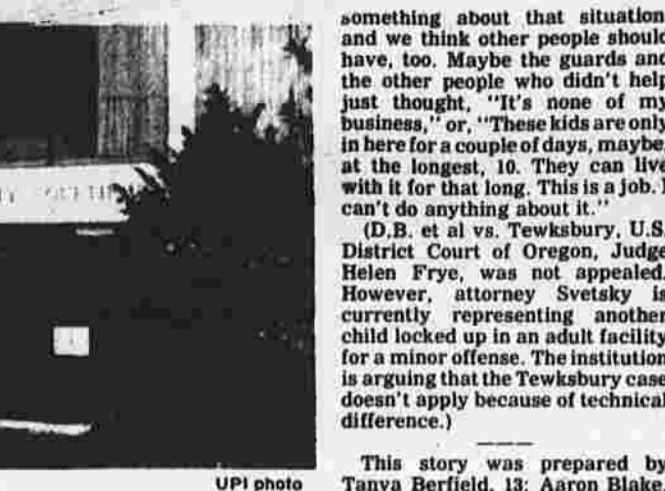 something about that situation
and we think other people should
have, too. Maybe the guards and
the other people who didn't help
just thought, "It's none of my
business," or, "These kids are only
in here for a couple of days, maybe,
at the longest, 10. They can live
with it for that long. This is a job. I
can't do anything about it."
(D.B. et al vs. Tewksbury, U.S.
District Court of Oregon, Judge
Helen Frye, was not appealed.
However, attorney Svetsky is
currently representing another
child locked up in an adult facility
for a minor offense. The institution
is arguing that the Tewksbury case
doesn't apply because of technical
difference.)
This story was prepared by
Tanya Berfield, 13; Aaron Blake,
UPI photo